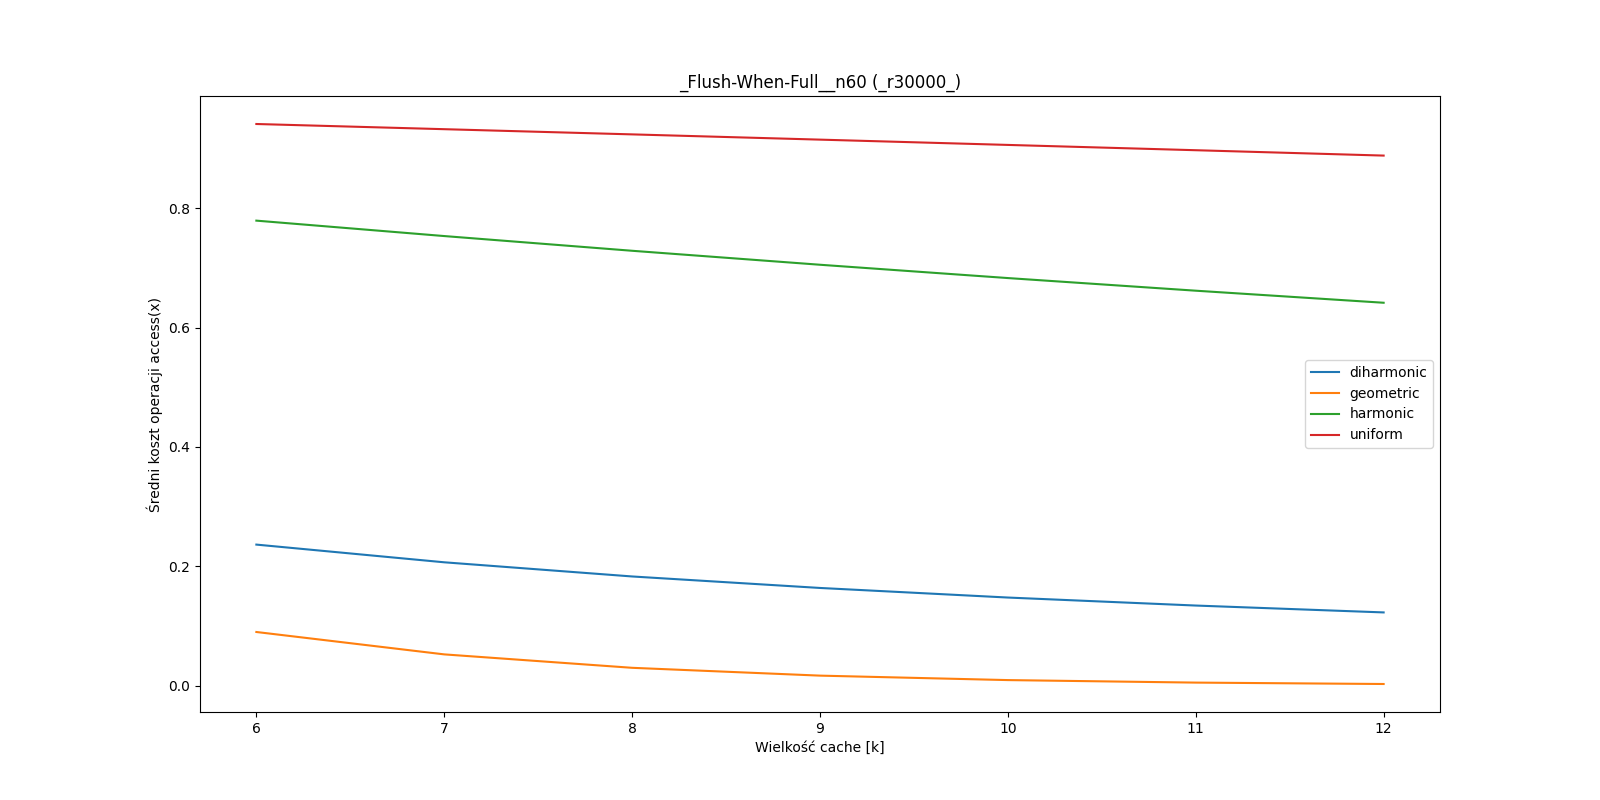 _Flush-When-Full__n60 (_r30000_)
Średni koszt operacji access(x)
0.8
0.6
0.4
0.2
0.0
diharmonic
geometric
harmonic
uniform
6 7 8 9 10 11 12
Wielkość cache [k]